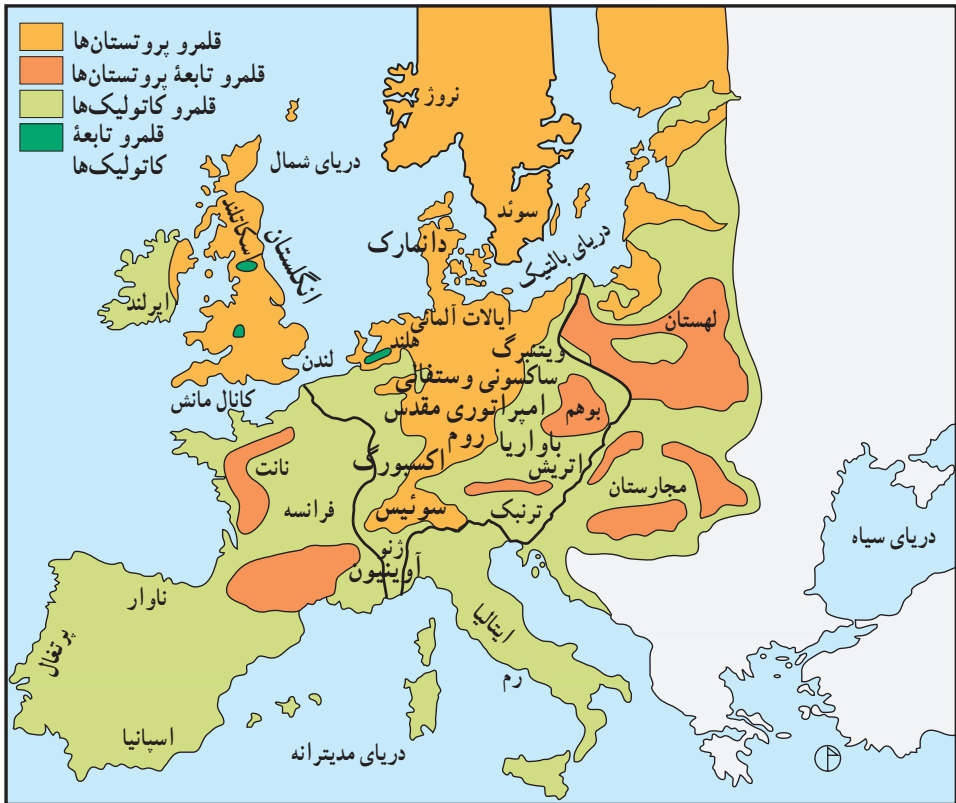 قلمرو پروتستان‌ها
قلمرو تابعهٔ پروتستان‌ها
قلمرو کاتولیک‌ها
قلمرو تابعهٔ
کاتولیک‌ها
نروژ
دریای شمال
سوئد
اسکاتلند
انگلستان
دانمارک
دریای بالتیک
ایرلند
ایالات آلمانی
لهستان
هلند
ویتنبرگ
لندن
ساکسونی وستفالی
کانال مانش
امپراتوری مقدس
بوهم
روم
باواریا
نانت
اکسبورگ
اتریش
مجارستان
فرانسه
سوئیس
ترنبک
دریای سیاه
ژنو
آوینیون
ناوار
ایتالیا
پرتغال
رم
اسپانیا
دریای مدیترانه